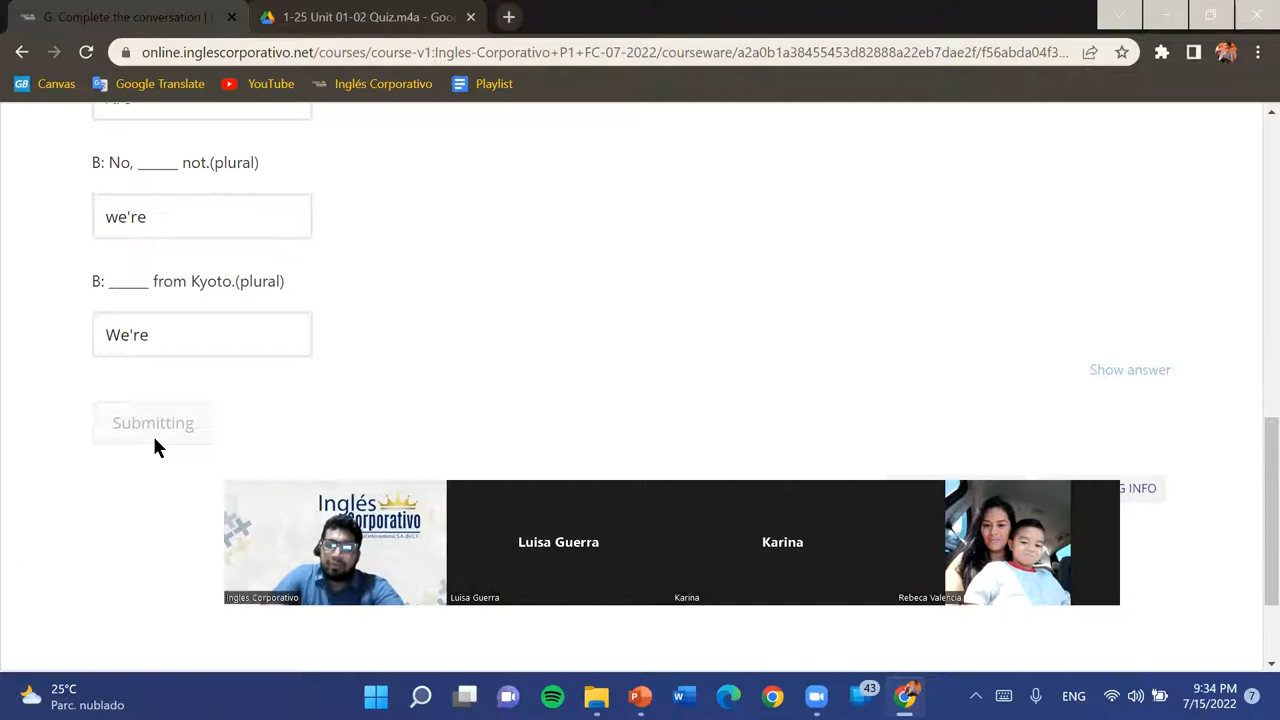 G. Complete the conversation |
1-25 Unit 01-02 Quiz.m4a - Goo
online.inglescorporativo.net/courses/course-v1:Ingles-Corporativo+P1+FC-07-2022/courseware/a2a0b1a38455453d82888a22eb7dae2f/f56abda04f3...
GB Canvas Google Translate YouTube Inglés Corporativo Playlist
B: No, _____ not.(plural)
we're
B: _____ from Kyoto.(plural)
We're
Show answer
Submitting
G INFO
Inglés
Corporativo
Luisa Guerra
Karina
Ingles Corporativo
Luisa Guerra
Karina
Rebeca Valencia
25°C
Parc. nublado
43
ENG
9:34 PM
7/15/2022
7